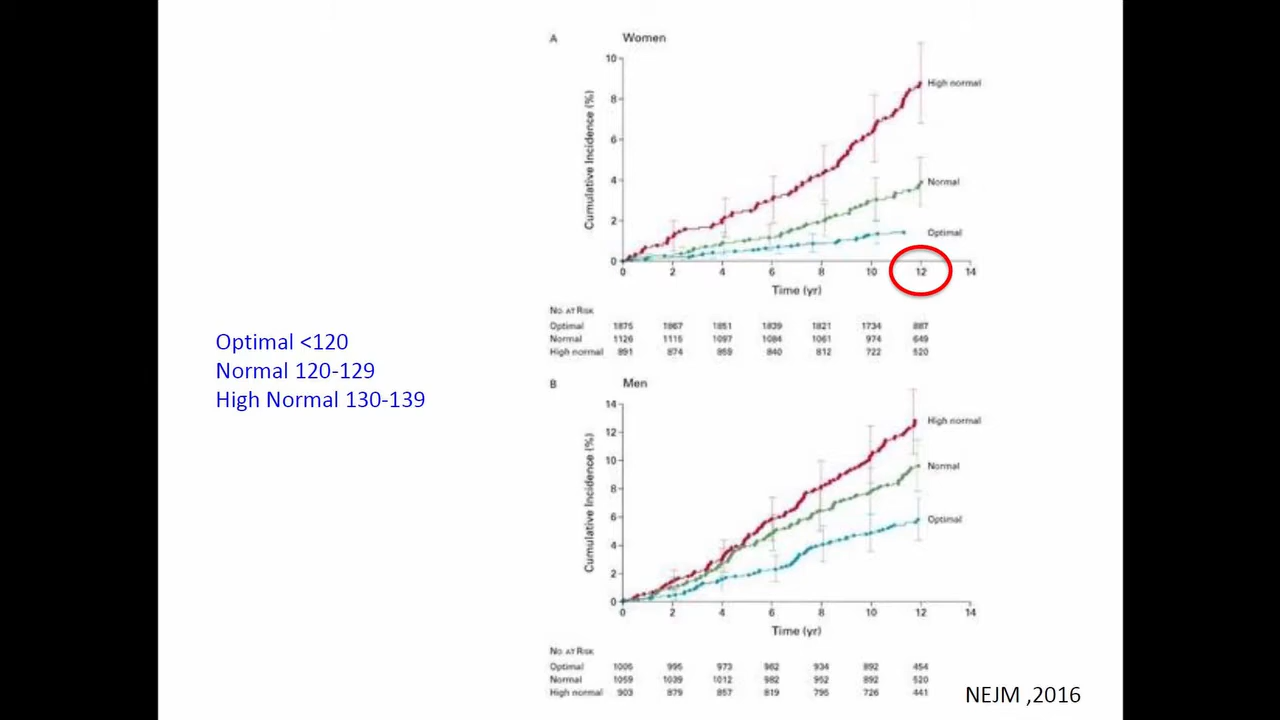 A Women
10
8
6
4
2
0
Cumulative Incidence (%)
High normal
Normal
Optimal
0 2 4 6 8 10 12 14
Time (yr)
NO. AT RISK
Optimal 1875 1867 1851 1839 1821 1734 887
Normal 1126 1115 1097 1084 1061 974 649
High normal 891 874 859 840 812 722 520
Optimal <120
Normal 120-129
High Normal 130-139
B Men
14
12
10
8
6
4
2
0
Cumulative Incidence (%)
High normal
Normal
Optimal
0 2 4 6 8 10 12 14
Time (yr)
NO. AT RISK
Optimal 1006 995 973 962 934 892 454
Normal 1059 1039 1012 982 952 892 520
High normal 903 879 857 819 795 726 441
NEJM ,2016